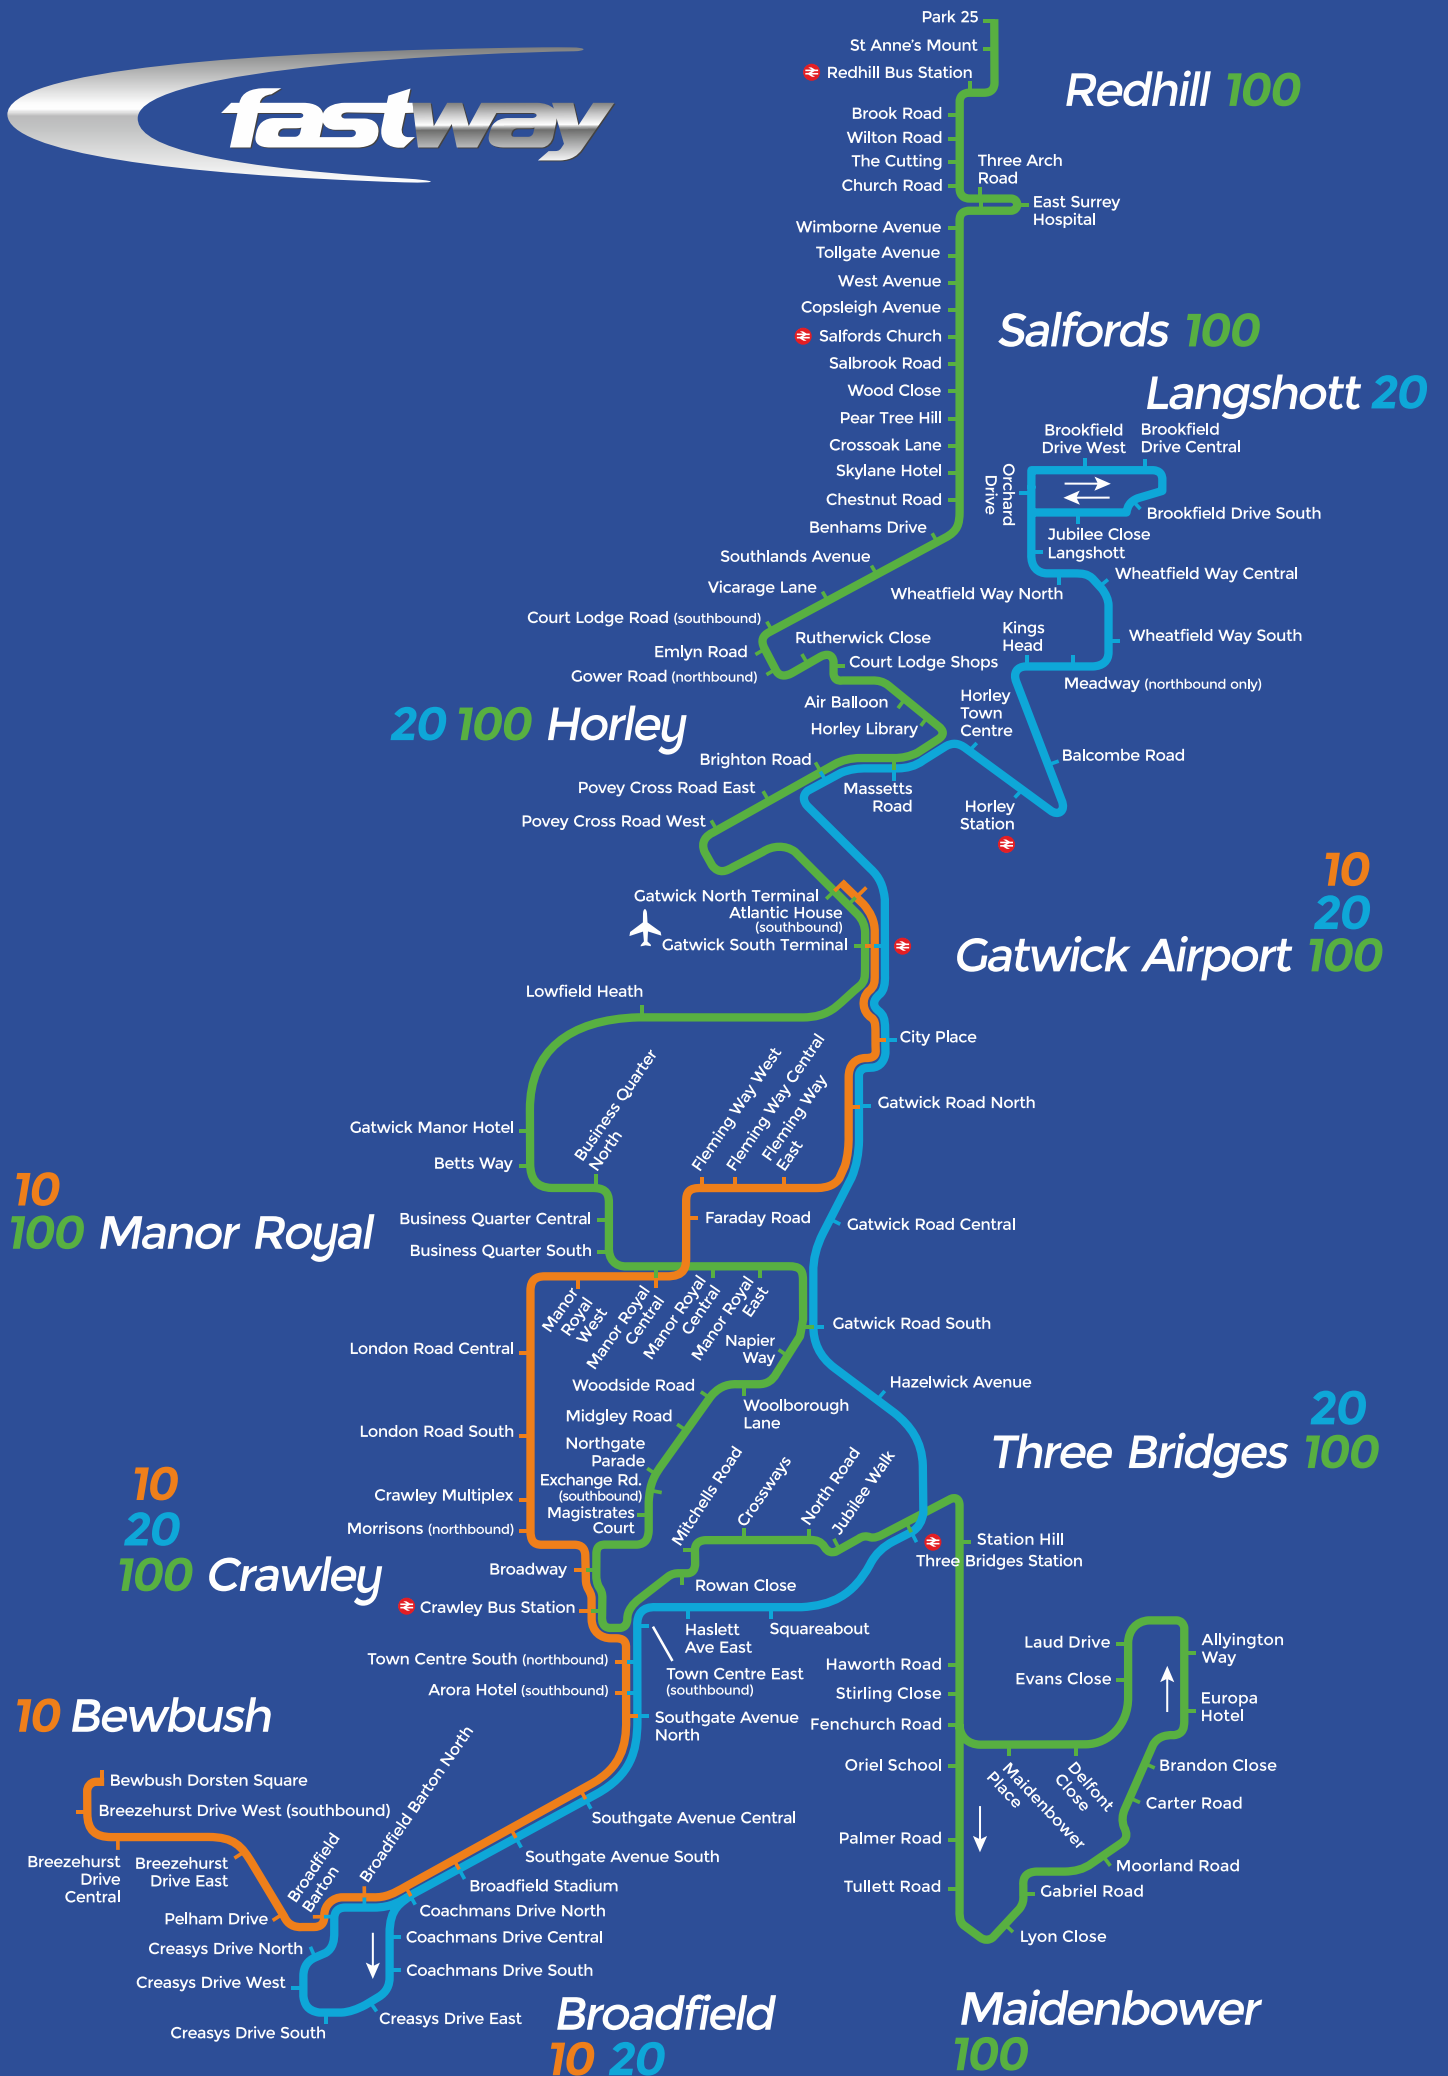 fastway
Park 25
St Anne's Mount
Redhill Bus Station
Redhill 100
Brook Road
Wilton Road
The Cutting
Church Road
Three Arch
Road
East Surrey
Hospital
Wimborne Avenue
Tollgate Avenue
West Avenue
Copsleigh Avenue
Salfords Church
Salfords 100
Salbrook Road
Wood Close
Pear Tree Hill
Crossoak Lane
Skylane Hotel
Chestnut Road
Benhams Drive
Langshott 20
Brookfield
Drive West
Brookfield
Drive Central
Orchard
Drive
Brookfield Drive South
Jubilee Close
Langshott
Wheatfield Way Central
Wheatfield Way North
Wheatfield Way South
Kings
Head
Meadway (northbound only)
Southlands Avenue
Vicarage Lane
Court Lodge Road (southbound)
Emlyn Road
Gower Road (northbound)
Rutherwick Close
Court Lodge Shops
Air Balloon
Horley Library
Horley
Town
Centre
20 100 Horley
Brighton Road
Povey Cross Road East
Povey Cross Road West
Massetts
Road
Horley
Station
Balcombe Road
Gatwick North Terminal
Atlantic House
(southbound)
Gatwick South Terminal
10
20
Gatwick Airport 100
Lowfield Heath
City Place
Gatwick Road North
Business Quarter
North
Fleming Way West
Fleming Way Central
Fleming Way
East
Gatwick Manor Hotel
Betts Way
10
100 Manor Royal
Business Quarter Central
Business Quarter South
Faraday Road
Gatwick Road Central
Manor
Royal
West
Manor Royal
Central
Manor Royal
Central
Manor Royal
East
Gatwick Road South
Napier
Way
London Road Central
Woodside Road
Midgley Road
Woolborough
Lane
Hazelwick Avenue
London Road South
Northgate
Parade
Exchange Rd.
(southbound)
Magistrates
Court
20
Three Bridges 100
Crawley Multiplex
Morrisons (northbound)
10
20
100 Crawley
Mitchells Road
Crossways
North Road
Jubilee Walk
Station Hill
Three Bridges Station
Broadway
Crawley Bus Station
Rowan Close
Haslett
Ave East
Squareabout
Town Centre South (northbound)
Arora Hotel (southbound)
Town Centre East
(southbound)
Southgate Avenue
North
Haworth Road
Stirling Close
Fenchurch Road
Oriel School
Palmer Road
Tullett Road
Laud Drive
Evans Close
Allyington
Way
Europa
Hotel
Maidenbower
Place
Delfont
Close
Brandon Close
Carter Road
Moorland Road
Gabriel Road
Lyon Close
10 Bewbush
Bewbush Dorsten Square
Breezehurst Drive West (southbound)
Breezehurst
Drive
Central
Breezehurst
Drive East
Pelham Drive
Broadfield
Barton
Broadfield Barton North
Southgate Avenue Central
Southgate Avenue South
Broadfield Stadium
Coachmans Drive North
Coachmans Drive Central
Coachmans Drive South
Creasys Drive North
Creasys Drive West
Creasys Drive South
Creasys Drive East
Broadfield
10 20
Maidenbower
100